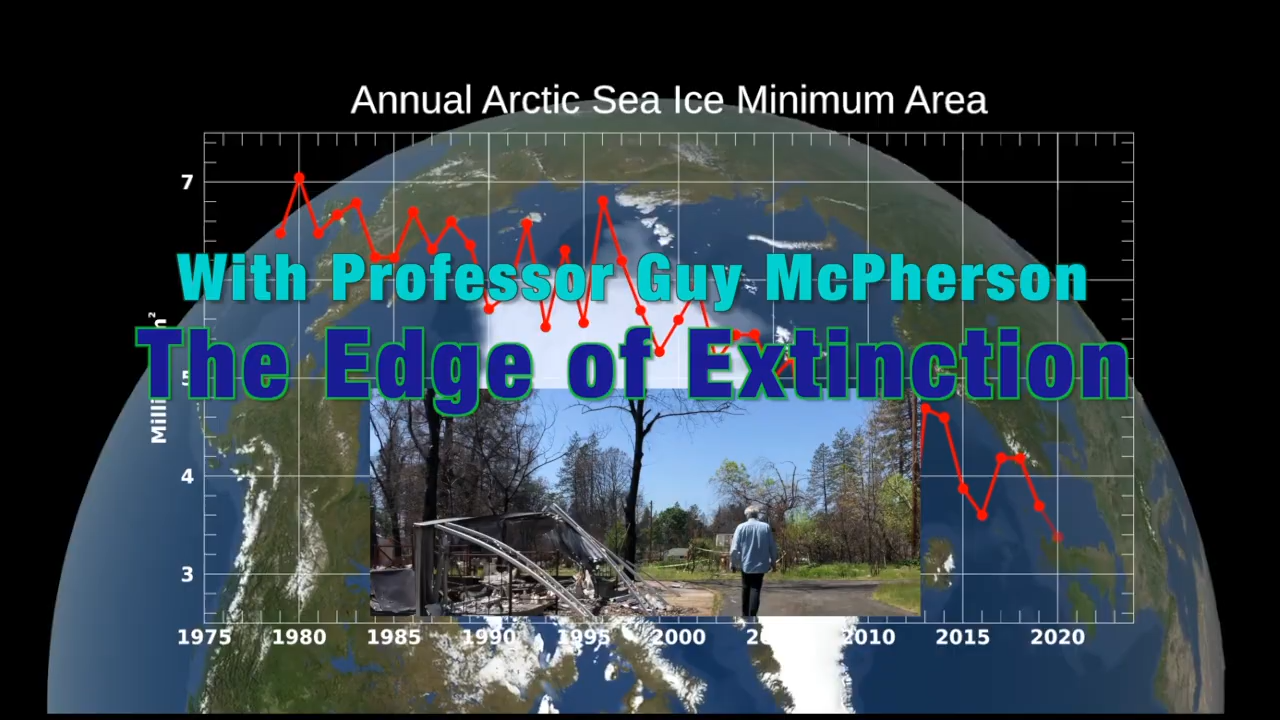 Annual Arctic Sea Ice Minimum Area
7
With Professor Guy McPherson
The Edge of Extinction
5
4
3
1975 1980 1985 1990 1995 2000 2010 2015 2020